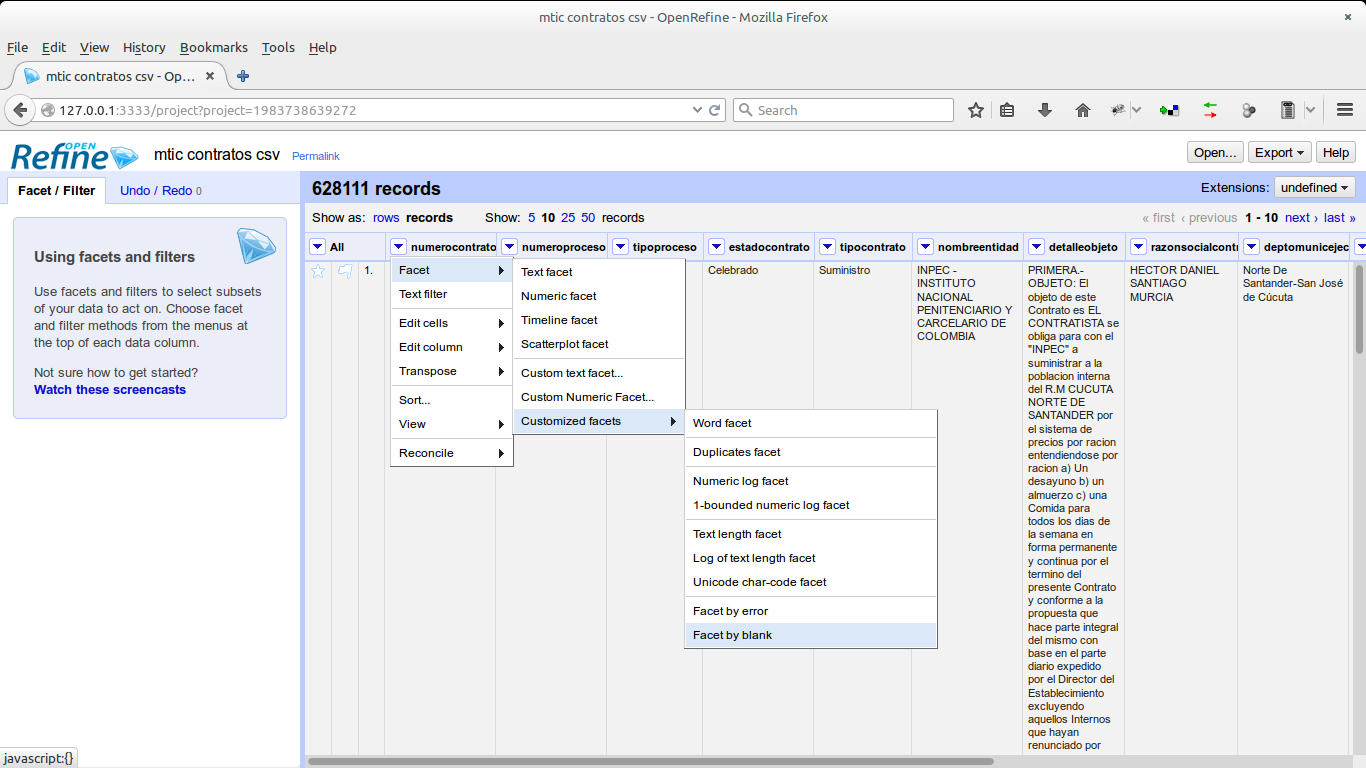 mtic contratos csv - OpenRefine - Mozilla Firefox
File Edit View History Bookmarks Tools Help
mtic contratos csv - Op...
127.0.0.1:3333/project?project=1983738639272
Search
OPEN
Refine
mtic contratos csv Permalink
Open... Export Help
Facet / Filter Undo / Redo 0
628111 records
Extensions: undefined
Show as: rows records Show: 5 10 25 50 records
« first ‹ previous 1 - 10 next › last »
All numerocontrato numeroproceso tipoproceso estadocontrato tipocontrato nombreentidad detalleobjeto razonsocialcontr deptomunicejec
Using facets and filters
Use facets and filters to select subsets
of your data to act on. Choose facet
and filter methods from the menus at
the top of each data column.
Not sure how to get started?
Watch these screencasts
1.
Facet
Text filter
Edit cells
Edit column
Transpose
Sort...
View
Reconcile
Text facet
Numeric facet
Timeline facet
Scatterplot facet
Custom text facet...
Custom Numeric Facet...
Customized facets
Word facet
Duplicates facet
Numeric log facet
1-bounded numeric log facet
Text length facet
Log of text length facet
Unicode char-code facet
Facet by error
Facet by blank
Celebrado
Suministro
INPEC -
INSTITUTO
NACIONAL
PENITENCIARIO Y
CARCELARIO DE
COLOMBIA
PRIMERA.-
OBJETO: El
objeto de este
Contrato es EL
CONTRATISTA se
obliga para con el
"INPEC" a
suministrar a la
poblacion interna
del R.M CUCUTA
NORTE DE
SANTANDER por
el sistema de
precios por racion
entendiendose por
racion a) Un
desayuno b) un
almuerzo c) una
Comida para
todos los dias de
la semana en
forma permanente
y continua por el
termino del
presente Contrato
y conforme a la
propuesta que
hace parte integral
del mismo con
base en el parte
diario expedido
por el Director del
Establecimiento
excluyendo
aquellos Internos
que hayan
renunciado por
HECTOR DANIEL
SANTIAGO
MURCIA
Norte De
Santander-San José
de Cúcuta
javascript:{}